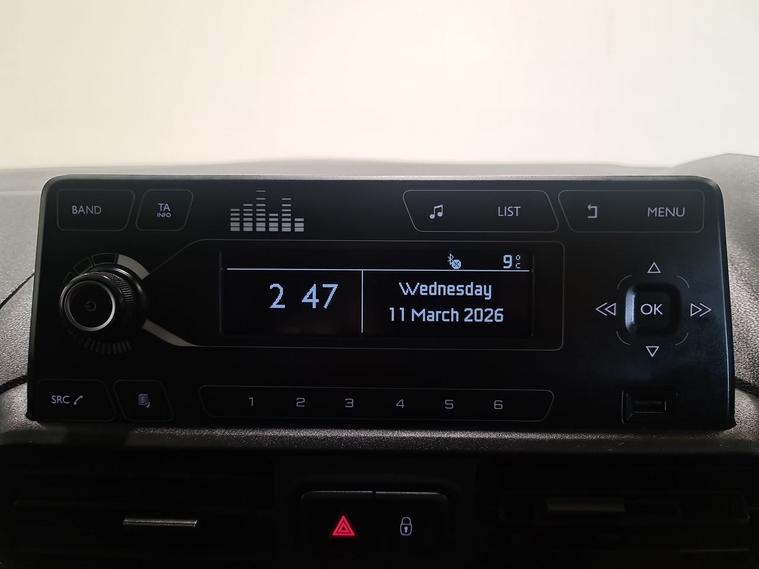 BAND
TA
INFO
LIST
MENU
9°C
2 47
Wednesday
11 March 2026
OK
SRC
1 2 3 4 5 6